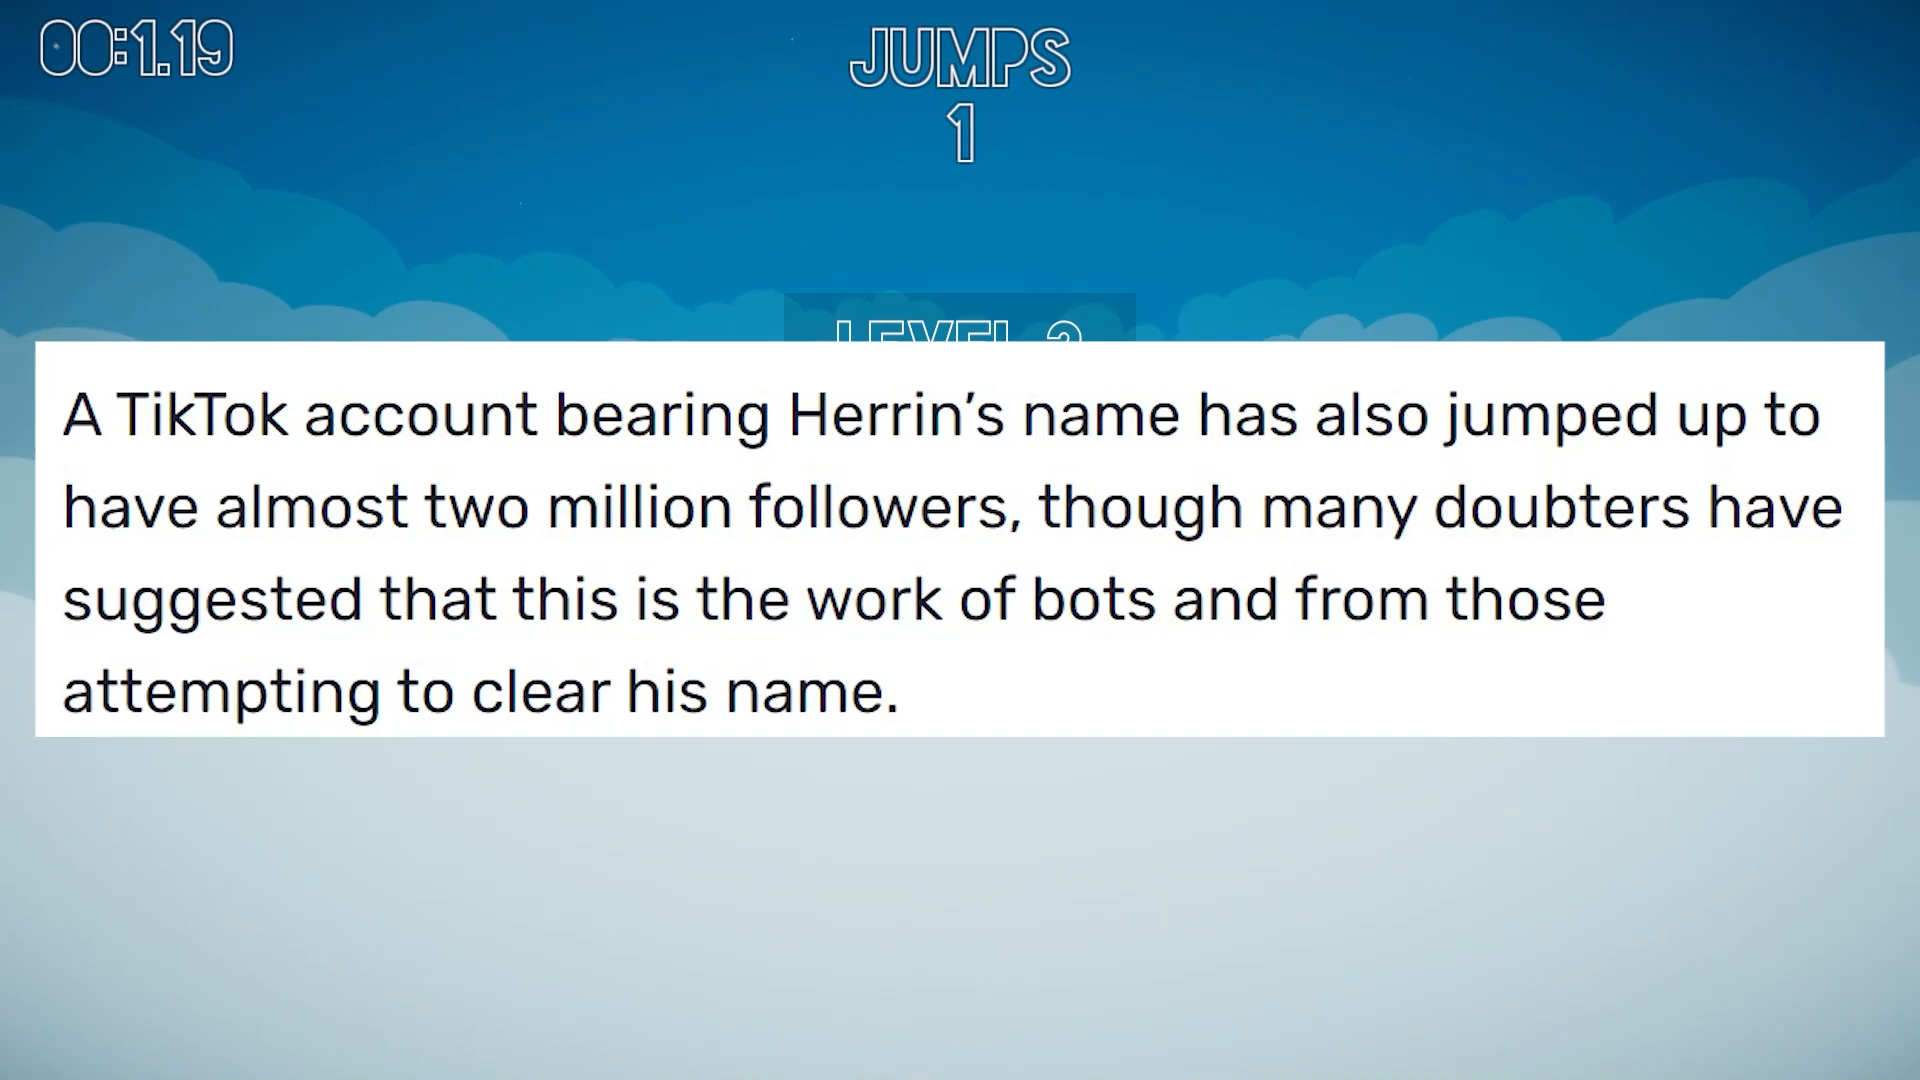 00:1.19
JUMPS
1
LEVEL 2
A TikTok account bearing Herrin’s name has also jumped up to
have almost two million followers, though many doubters have
suggested that this is the work of bots and from those
attempting to clear his name.